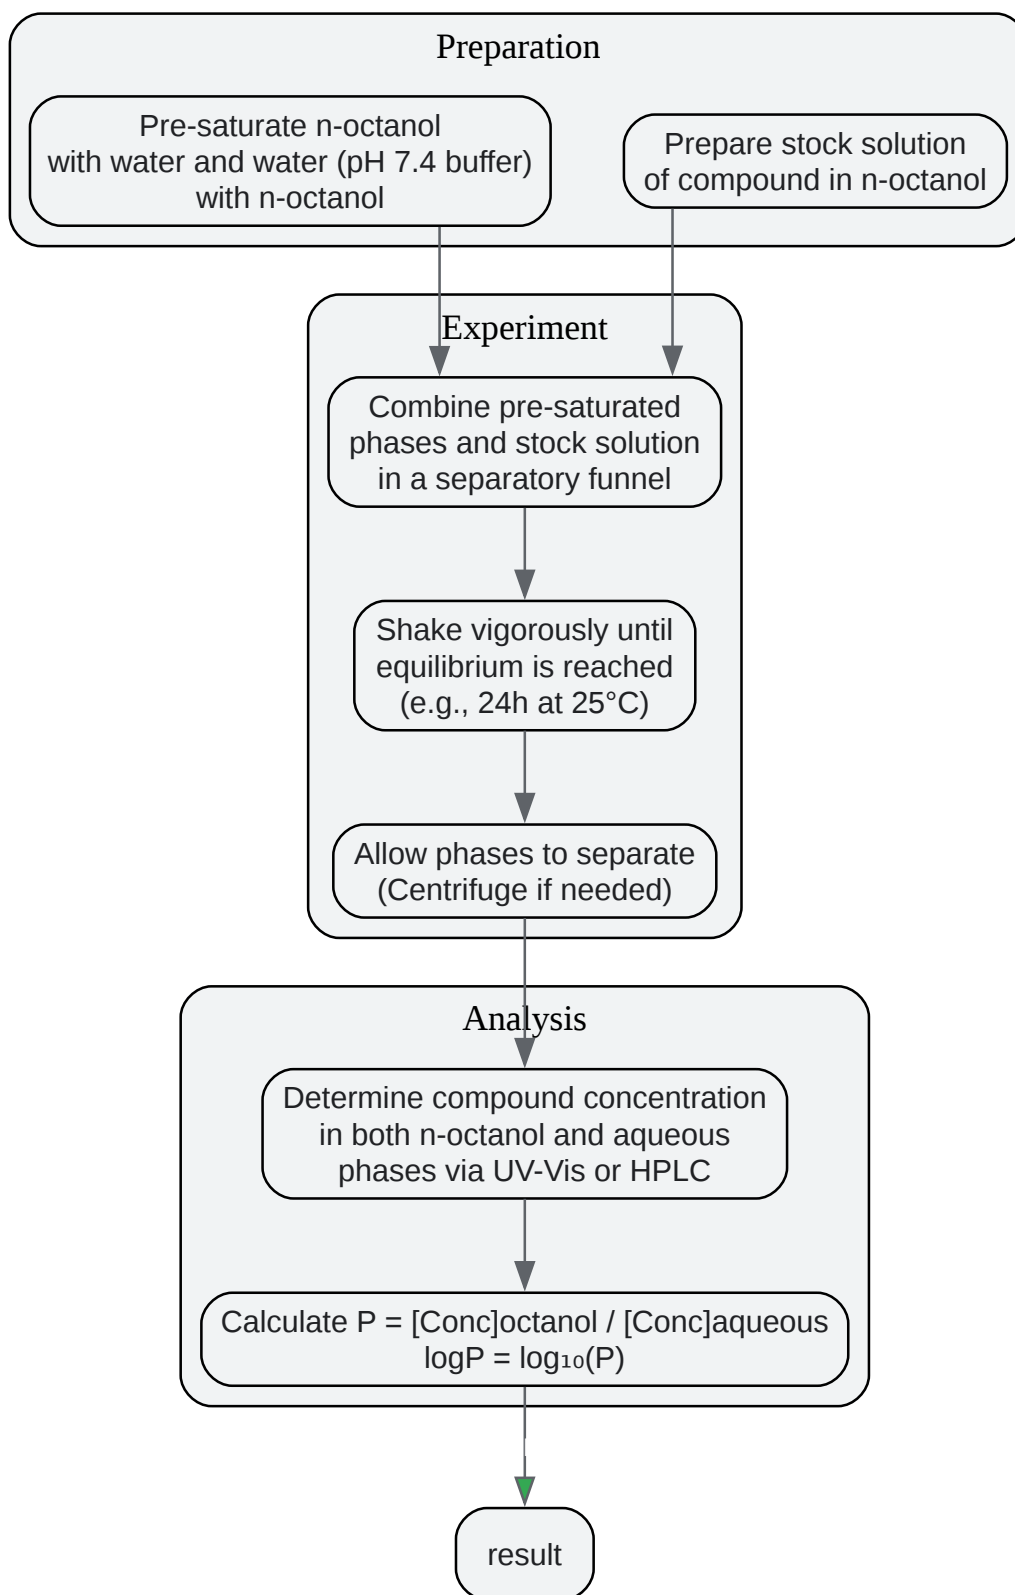 Preparation
Pre-saturate n-octanol
with water and water (pH 7.4 buffer)
with n-octanol
Prepare stock solution
of compound in n-octanol
Experiment
Combine pre-saturated
phases and stock solution
in a separatory funnel
Shake vigorously until
equilibrium is reached
(e.g., 24h at 25°C)
Allow phases to separate
(Centrifuge if needed)
Analysis
Determine compound concentration
in both n-octanol and aqueous
phases via UV-Vis or HPLC
Calculate P = [Conc]octanol / [Conc]aqueous
logP = log₁₀(P)
result